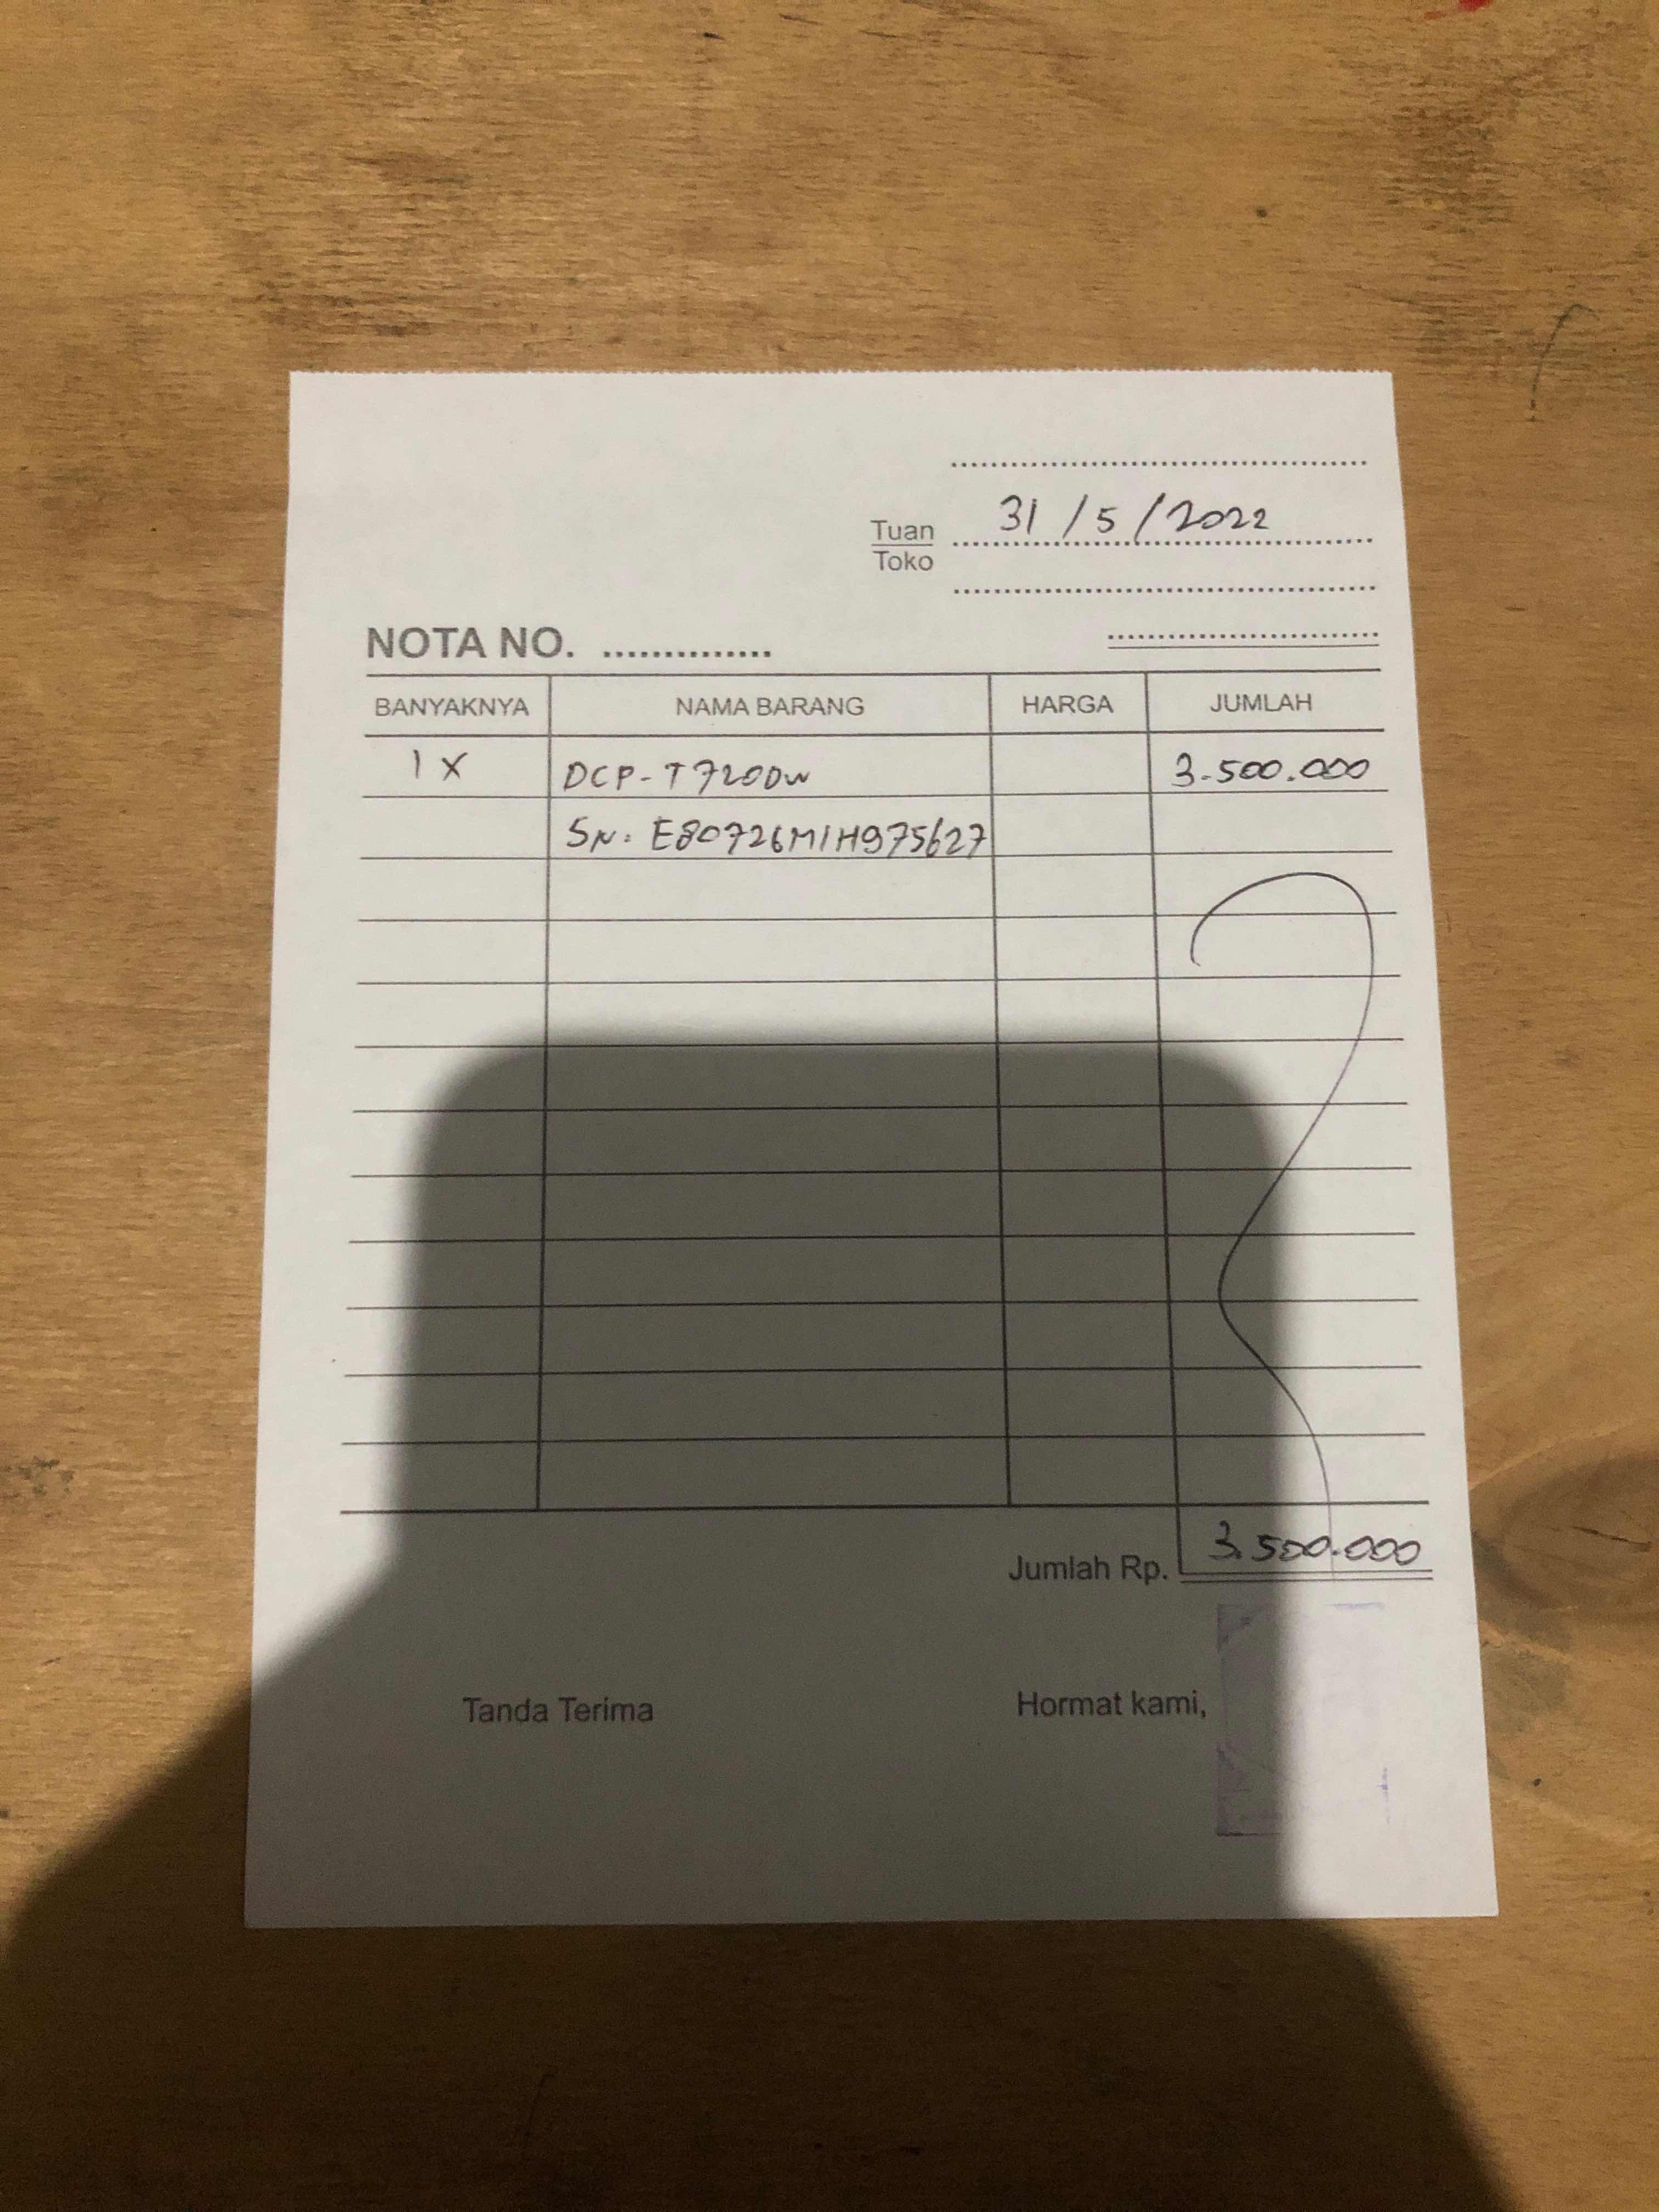 31/5/2022
Tuan
Toko
NOTA NO. ..............
BANYAKNYA NAMA BARANG HARGA JUMLAH
1 X DCP-T720DW 3.500.000
SN: E80726M1H975627
Jumlah Rp. 3.500.000
Tanda Terima Hormat kami,